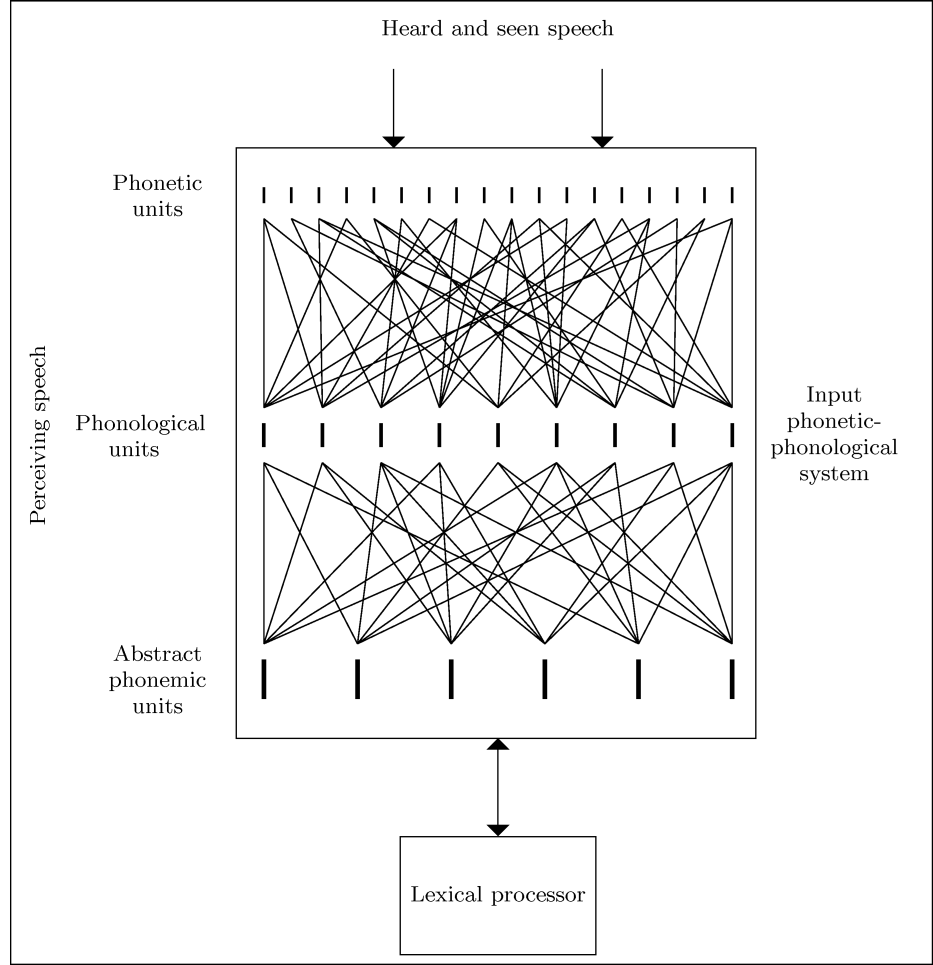 Heard and seen speech
Phonetic
units
Perceiving speech
Phonological
units
Input
phonetic-
phonological
system
Abstract
phonemic
units
Lexical processor